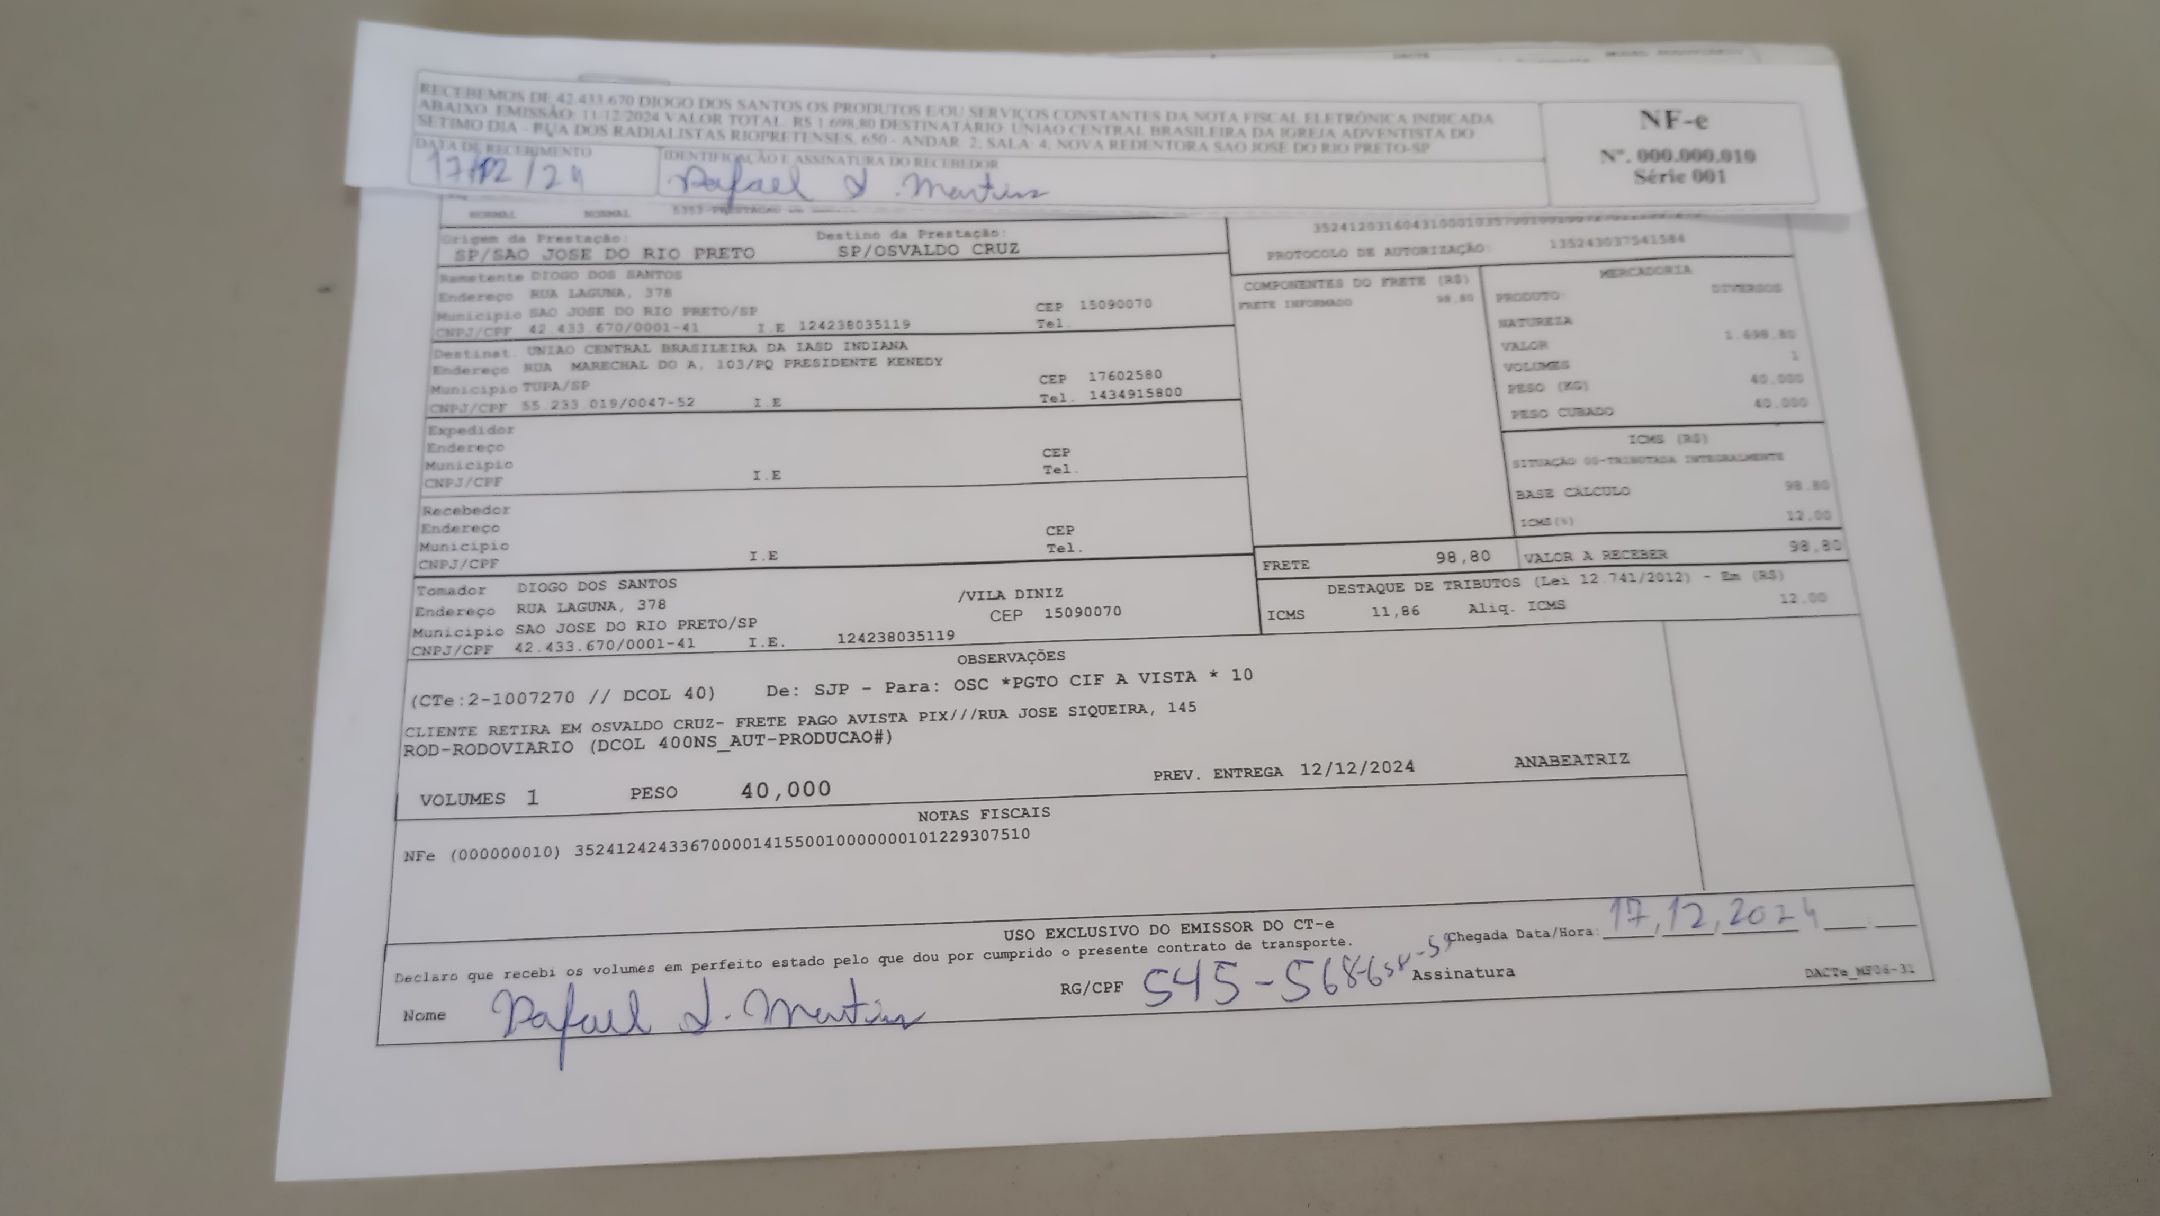 RECEBEMOS DE 42.433.670 DIOGO DOS SANTOS OS PRODUTOS E/OU SERVIÇOS CONSTANTES DA NOTA FISCAL ELETRÔNICA INDICADA
ABAIXO. EMISSÃO: 11/12/2024 VALOR TOTAL: R$ 1.698,80 DESTINATÁRIO: UNIAO CENTRAL BRASILEIRA DA IGREJA ADVENTISTA DO
SETIMO DIA - RUA DOS RADIALISTAS RIOPRETENSES, 650 - ANDAR: 2, SALA: 4, NOVA REDENTORA SAO JOSE DO RIO PRETO-SP
NF-e
Nº. 000.000.010
Série 001
DATA DE RECEBIMENTO
17/12/24
IDENTIFICAÇÃO E ASSINATURA DO RECEBEDOR
Rafael S. Martins
NORMAL NORMAL
Origem da Prestação: Destino da Prestação:
SP/SAO JOSE DO RIO PRETO SP/OSVALDO CRUZ
PROTOCOLO DE AUTORIZAÇÃO: 135243037541584
Remetente DIOGO DOS SANTOS
Endereço RUA LAGUNA, 378
Município SAO JOSE DO RIO PRETO/SP CEP 15090070
CNPJ/CPF 42.433.670/0001-41 I.E 124238035119 Tel.
Destinat. UNIAO CENTRAL BRASILEIRA DA IASD INDIANA
Endereço RUA MARECHAL DO A, 103/PQ PRESIDENTE KENEDY
Município TUPA/SP CEP 17602580
CNPJ/CPF 55.233.019/0047-52 I.E Tel. 1434915800
Expedidor
Endereço
Município CEP
CNPJ/CPF I.E Tel.
Recebedor
Endereço
Município CEP
CNPJ/CPF I.E Tel.
COMPONENTES DO FRETE (R$)
FRETE INFORMADO 98,80
MERCADORIA
PRODUTO: DIVERSOS
NATUREZA
VALOR 1.698,80
VOLUMES 1
PESO (KG) 40,000
PESO CUBADO 40,000
ICMS (R$)
SITUAÇÃO 00-TRIBUTADA INTEGRALMENTE
BASE CÁLCULO 98,80
ICMS(%) 12,00
FRETE 98,80 VALOR A RECEBER 98,80
DESTAQUE DE TRIBUTOS (Lei 12.741/2012) - Em (R$)
ICMS 11,86 Aliq. ICMS 12,00
Tomador DIOGO DOS SANTOS
Endereço RUA LAGUNA, 378 /VILA DINIZ
Município SAO JOSE DO RIO PRETO/SP CEP 15090070
CNPJ/CPF 42.433.670/0001-41 I.E. 124238035119
OBSERVAÇÕES
(CTe:2-1007270 // DCOL 40) De: SJP - Para: OSC *PGTO CIF A VISTA * 10
CLIENTE RETIRA EM OSVALDO CRUZ- FRETE PAGO AVISTA PIX///RUA JOSE SIQUEIRA, 145
ROD-RODOVIARIO (DCOL 400NS_AUT-PRODUCAO#)
VOLUMES 1 PESO 40,000 PREV. ENTREGA 12/12/2024 ANABEATRIZ
NOTAS FISCAIS
NFe (000000010) 35241242433670000141550010000000101229307510
USO EXCLUSIVO DO EMISSOR DO CT-e
Declaro que recebi os volumes em perfeito estado pelo que dou por cumprido o presente contrato de transporte.
Chegada Data/Hora: 17,12,2024
Nome Rafael S. Martins RG/CPF 545-568-658-59 Assinatura
DACTe_MF06-31